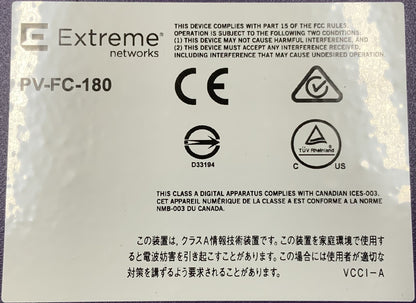 Extreme
networks
THIS DEVICE COMPLIES WITH PART 15 OF THE FCC RULES.
OPERATION IS SUBJECT TO THE FOLLOWING TWO CONDITIONS:
(1) THIS DEVICE MAY NOT CAUSE HARMFUL INTERFERENCE, AND
(2) THIS DEVICE MUST ACCEPT ANY INTERFERENCE RECEIVED,
INCLUDING INTERFERENCE THAT MAY CAUSE UNDESIRED OPERATION.
PV-FC-180
CE
D33194
TÜV Rheinland
C US
THIS CLASS A DIGITAL APPARATUS COMPLIES WITH CANADIAN ICES-003.
CET APPAREIL NUMÉRIQUE DE LA CLASSE A EST CONFORME A LA NORME
NMB-003 DU CANADA.
この装置は、クラスA情報技術装置です。この装置を家庭環境で使用す
ると電波妨害を引き起こすことがあります。この場合には使用者が適切な
対策を講ずるよう要求されることがあります。 VCCI-A